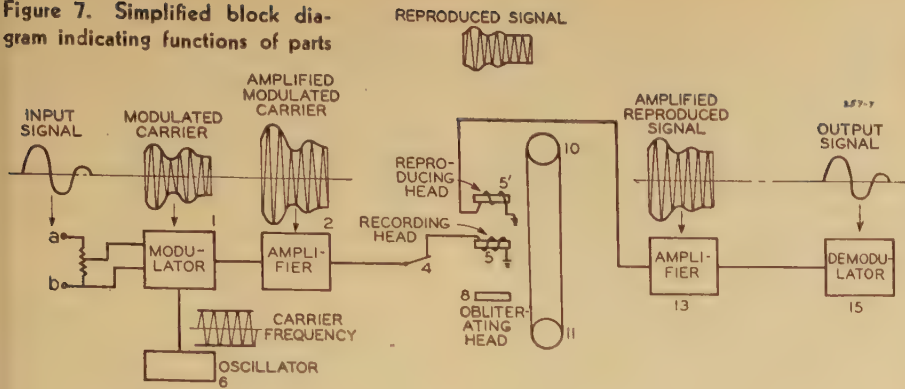 Figure 7. Simplified block dia-
gram indicating functions of parts
REPRODUCED SIGNAL
INPUT
SIGNAL
MODULATED
CARRIER
AMPLIFIED
MODULATED
CARRIER
AMPLIFIED
REPRODUCED
SIGNAL
OUTPUT
SIGNAL
REPRO-
DUCING
HEAD
5'
10
RECORDING
HEAD
5
a
b
1
MODU-
LATOR
2
AMPLI-
FIER
4
8
OBLITER-
ATING
HEAD
11
AMPLI-
FIER
13
DEMODU-
LATOR
15
CARRIER
FREQUENCY
OSCILLATOR
6